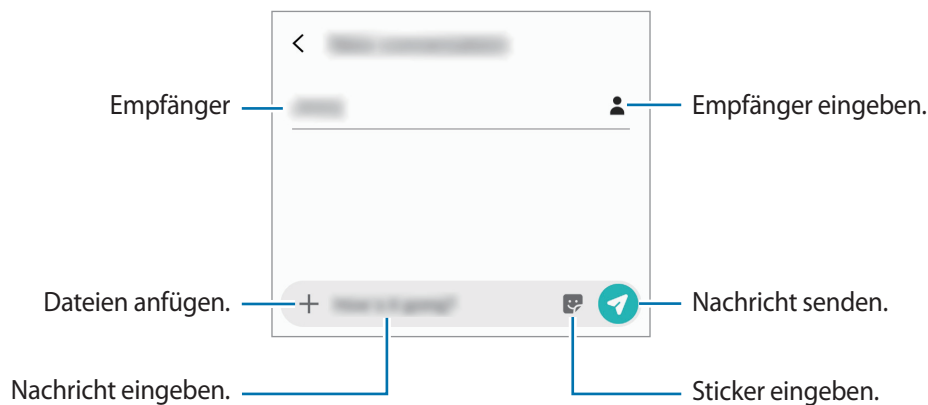 Empfänger
Empfänger eingeben.
Dateien anfügen.
Nachricht senden.
Nachricht eingeben.
Sticker eingeben.